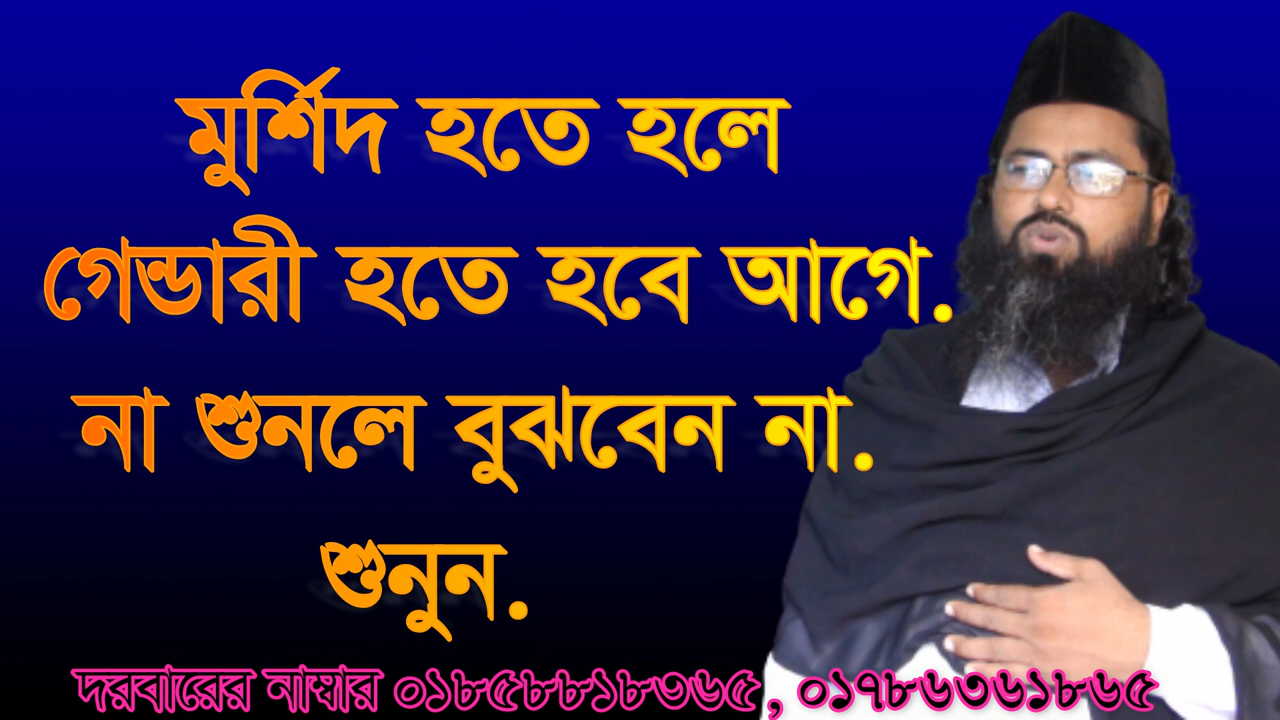 মুর্শিদ হতে হলে
গেন্ডারী হতে হবে আগে.
না শুনলে বুঝবেন না.
শুনুন.
দরবারের নাম্বার ০১৮৫৮৮১৮৩৬৫, ০১৭৮৬৩৬১৮৬৫